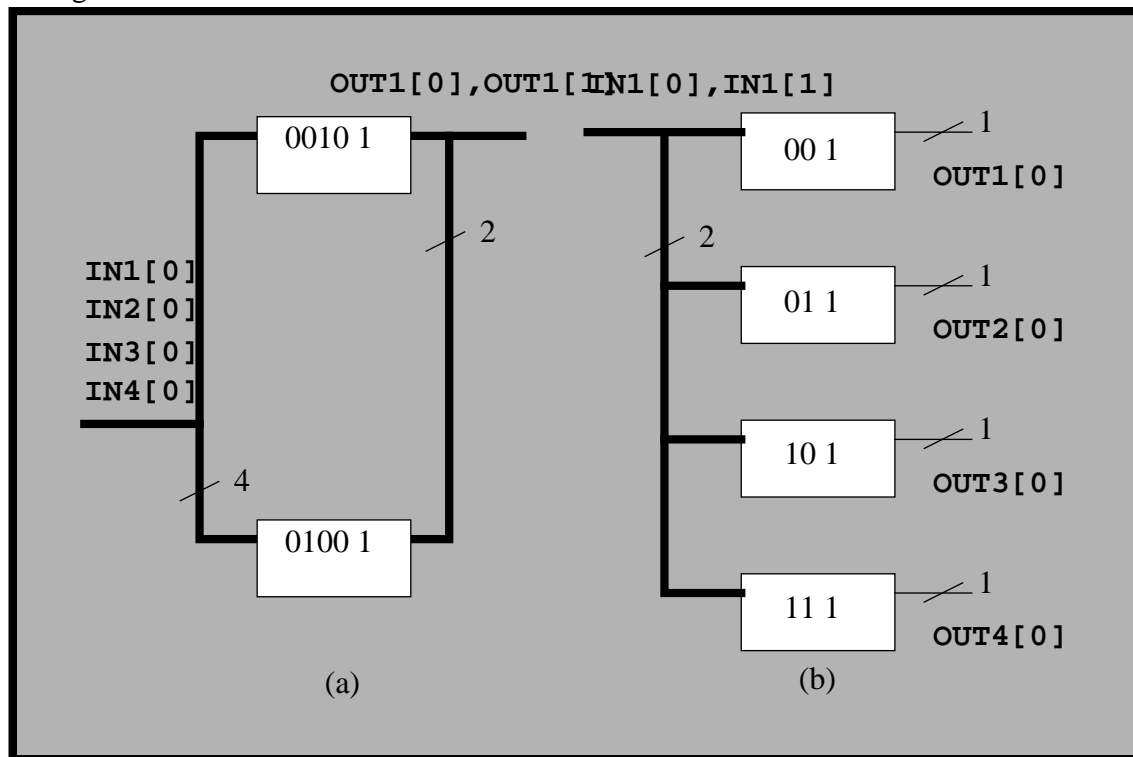 OUT1[0],OUT1[1]
IN1[0],IN1[1]
0010 1
2
IN1[0]
IN2[0]
IN3[0]
IN4[0]
4
0100 1
(a)
00 1
1
OUT1[0]
2
01 1
1
OUT2[0]
10 1
1
OUT3[0]
11 1
1
OUT4[0]
(b)